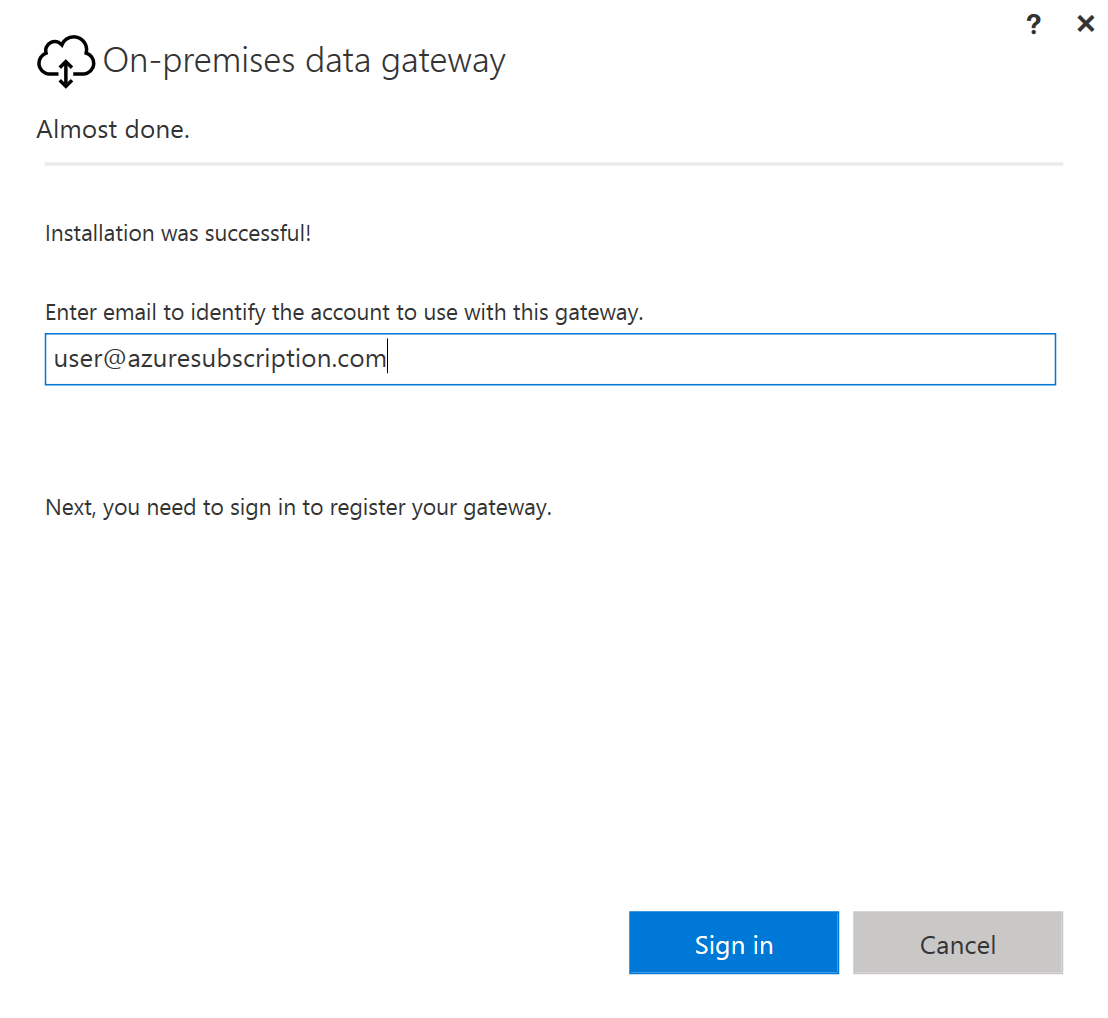 ? ×
On-premises data gateway
Almost done.
Installation was successful!
Enter email to identify the account to use with this gateway.
user@azuresubscription.com
Next, you need to sign in to register your gateway.
Sign in Cancel